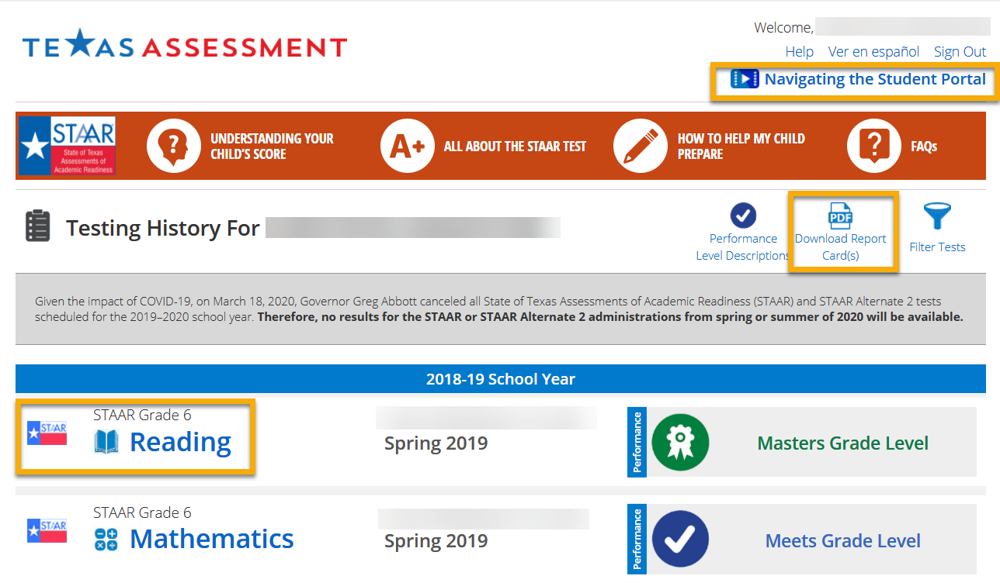 TEXAS ASSESSMENT
Welcome,
Help Ver en español Sign Out
Navigating the Student Portal
STAAR
State of Texas
Assessments of
Academic Readiness
?
UNDERSTANDING YOUR
CHILD'S SCORE
A+
ALL ABOUT THE STAAR TEST
HOW TO HELP MY CHILD
PREPARE
?
FAQs
Testing History For
Performance
Level Descriptions
PDF
Download Report
Card(s)
Filter Tests
Given the impact of COVID-19, on March 18, 2020, Governor Greg Abbott canceled all State of Texas Assessments of Academic Readiness (STAAR) and STAAR Alternate 2 tests
scheduled for the 2019–2020 school year. Therefore, no results for the STAAR or STAAR Alternate 2 administrations from spring or summer of 2020 will be available.
2018-19 School Year
STAAR
STAAR Grade 6
Reading
Spring 2019
Performance
Masters Grade Level
STAAR
STAAR Grade 6
Mathematics
Spring 2019
Performance
Meets Grade Level